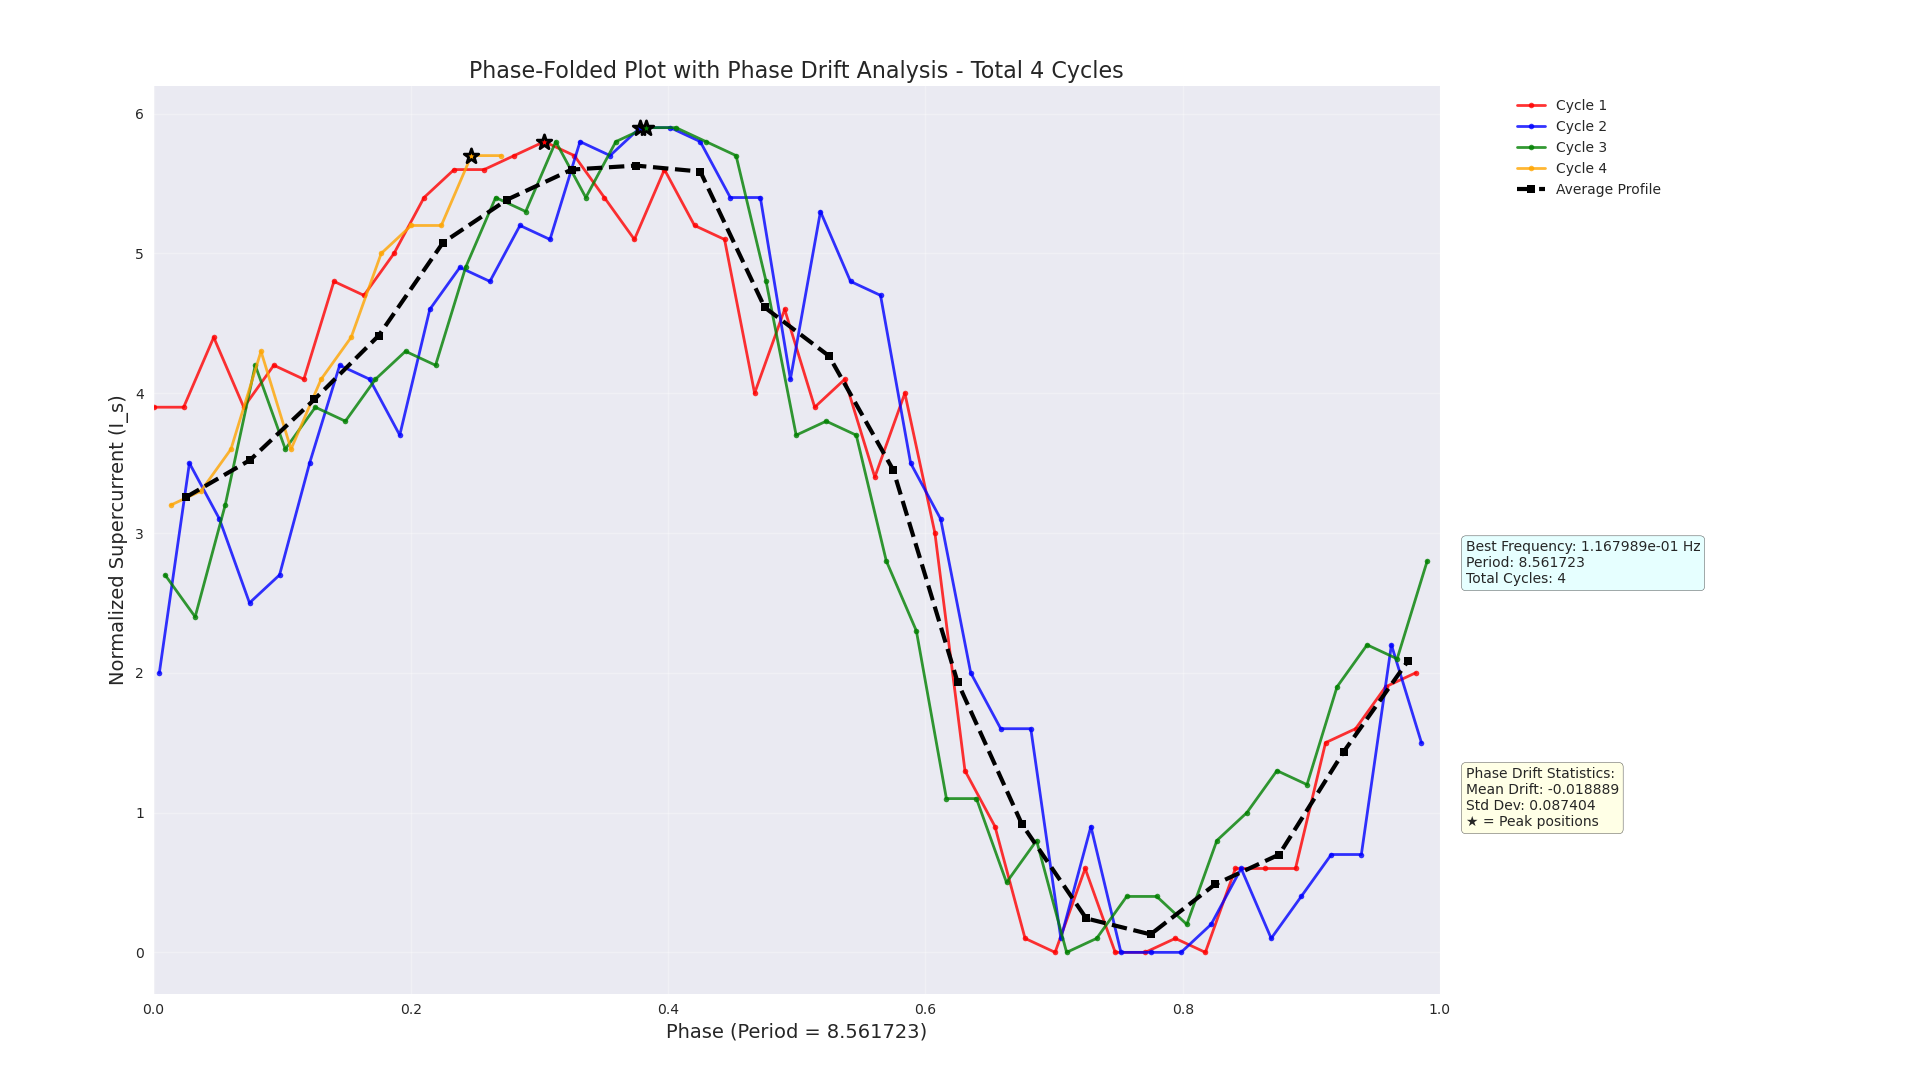 Phase-Folded Plot with Phase Drift Analysis - Total 4 Cycles
Normalized Supercurrent (I_s)
6
5
4
3
2
1
0
0.0 0.2 0.4 0.6 0.8 1.0
Phase (Period = 8.561723)
Cycle 1
Cycle 2
Cycle 3
Cycle 4
Average Profile
Best Frequency: 1.167989e-01 Hz
Period: 8.561723
Total Cycles: 4
Phase Drift Statistics:
Mean Drift: -0.018889
Std Dev: 0.087404
★ = Peak positions